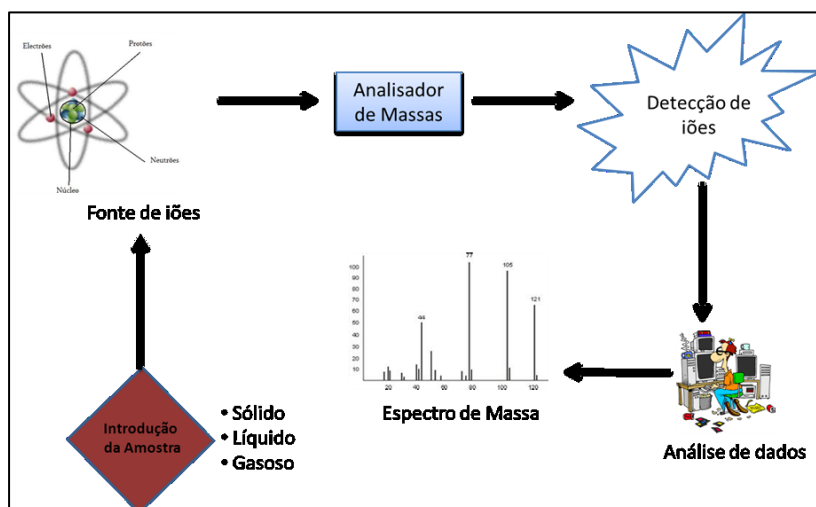 Electrões
Protões
Neutrões
Núcleo
Fonte de iões
Analisador
de Massas
Detecção de
iões
Introdução
da Amostra
• Sólido
• Líquido
• Gasoso
100
90
80
70
60
50
40
30
20
10
44
77
105
121
20
40
60
80
100
120
Espectro de Massa
Análise de dados